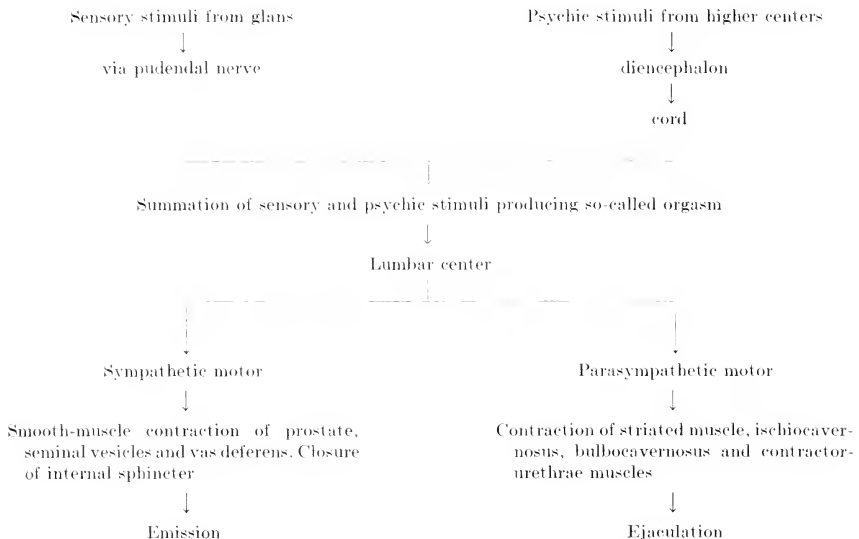 Sensory stimuli from glans
Psychic stimuli from higher centers
↓
↓
via pudendal nerve
diencephalon
↓
cord
Summation of sensory and psychic stimuli producing so-called orgasm
↓
Lumbar center
Sympathetic motor
Parasympathetic motor
↓
↓
Smooth-muscle contraction of prostate,
seminal vesicles and vas deferens. Closure
of internal sphincter
Contraction of striated muscle, ischiocaver-
nosus, bulbocavernosus and contractor-
urethrae muscles
↓
↓
Emission
Ejaculation